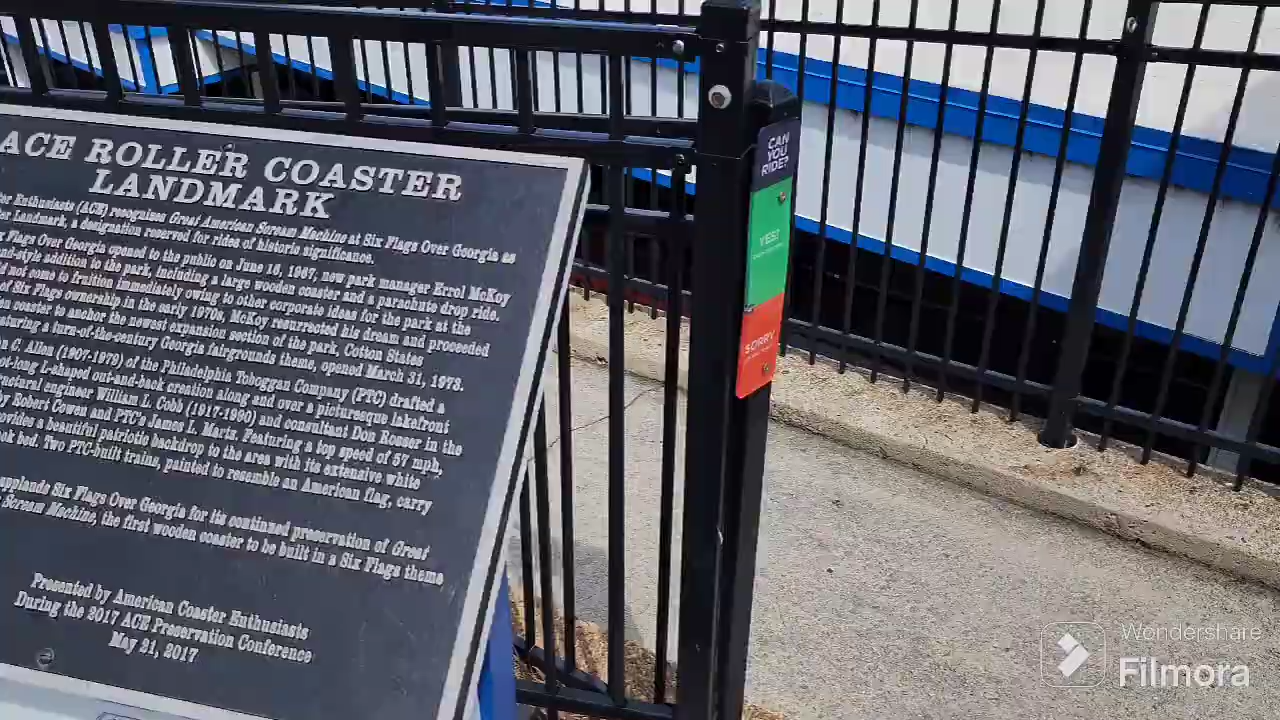 ACE ROLLER COASTER
LANDMARK
Enthusiasts (ACE) recognizes Great American Scream Machine at Six Flags Over Georgia as
Landmark, a designation reserved for rides of historic significance.
Flags Over Georgia opened to the public on June 16, 1967, new park manager Errol McKoy
addition to the park, including a large wooden coaster and a parachute drop ride.
not come to fruition immediately owing to other corporate ideas for the park at the
of Six Flags ownership in the early 1970s, McKoy resurrected his dream and proceeded
coaster to anchor the newest expansion section of the park, Cotton States
a turn-of-the-century Georgia fairgrounds theme, opened March 31, 1973.
C. Allen (1907-1979) of the Philadelphia Toboggan Company (PTC) drafted a
L-shaped out-and-back creation along and over a picturesque lakefront
engineer William L. Cobb (1917-1990) and consultant Don Rosser in the
by Robert Cowen and PTC's James L. Martz. Featuring a top speed of 57 mph,
provides a beautiful patriotic backdrop to the area with its extensive white
bed. Two PTC-built trains, painted to resemble an American flag, carry
applauds Six Flags Over Georgia for its continued preservation of Great
Scream Machine, the first wooden coaster to be built in a Six Flags theme
Presented by American Coaster Enthusiasts
During the 2017 ACE Preservation Conference
May 21, 2017
CAN
YOU
RIDE?
YES!
SORRY
Wondershare
Filmora